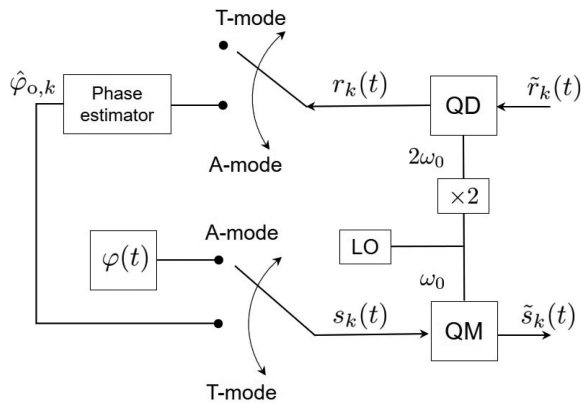 T-mode
φ̂ₒ,ₖ
Phase
estimator
rₖ(t)
QD
r̃ₖ(t)
A-mode
2ω₀
×2
A-mode
φ(t)
LO
ω₀
sₖ(t)
QM
s̃ₖ(t)
T-mode